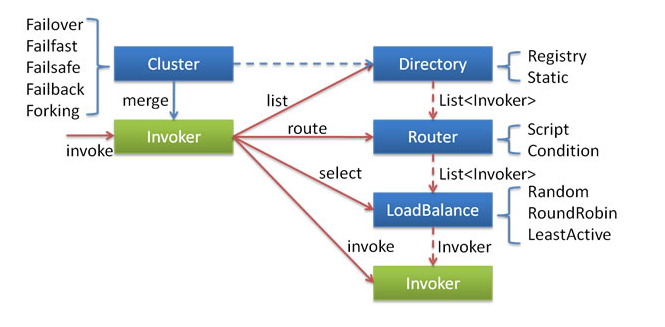 Failover
Failfast
Failsafe
Failback
Forking
Cluster
merge
Invoker
invoke
list
route
select
invoke
Directory
Registry
Static
List<Invoker>
Router
Script
Condition
List<Invoker>
LoadBalance
Random
RoundRobin
LeastActive
Invoker
Invoker